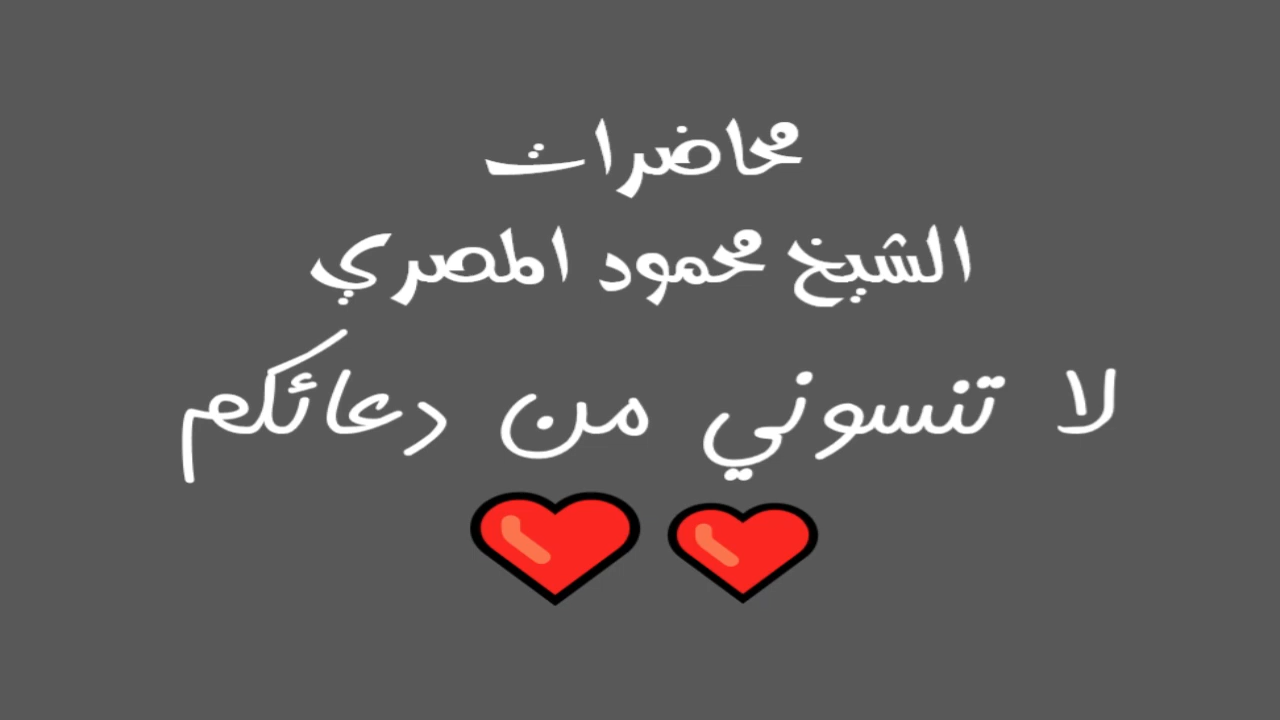 محاضرات
الشيخ محمود المصري
لا تنسوني من دعائكم